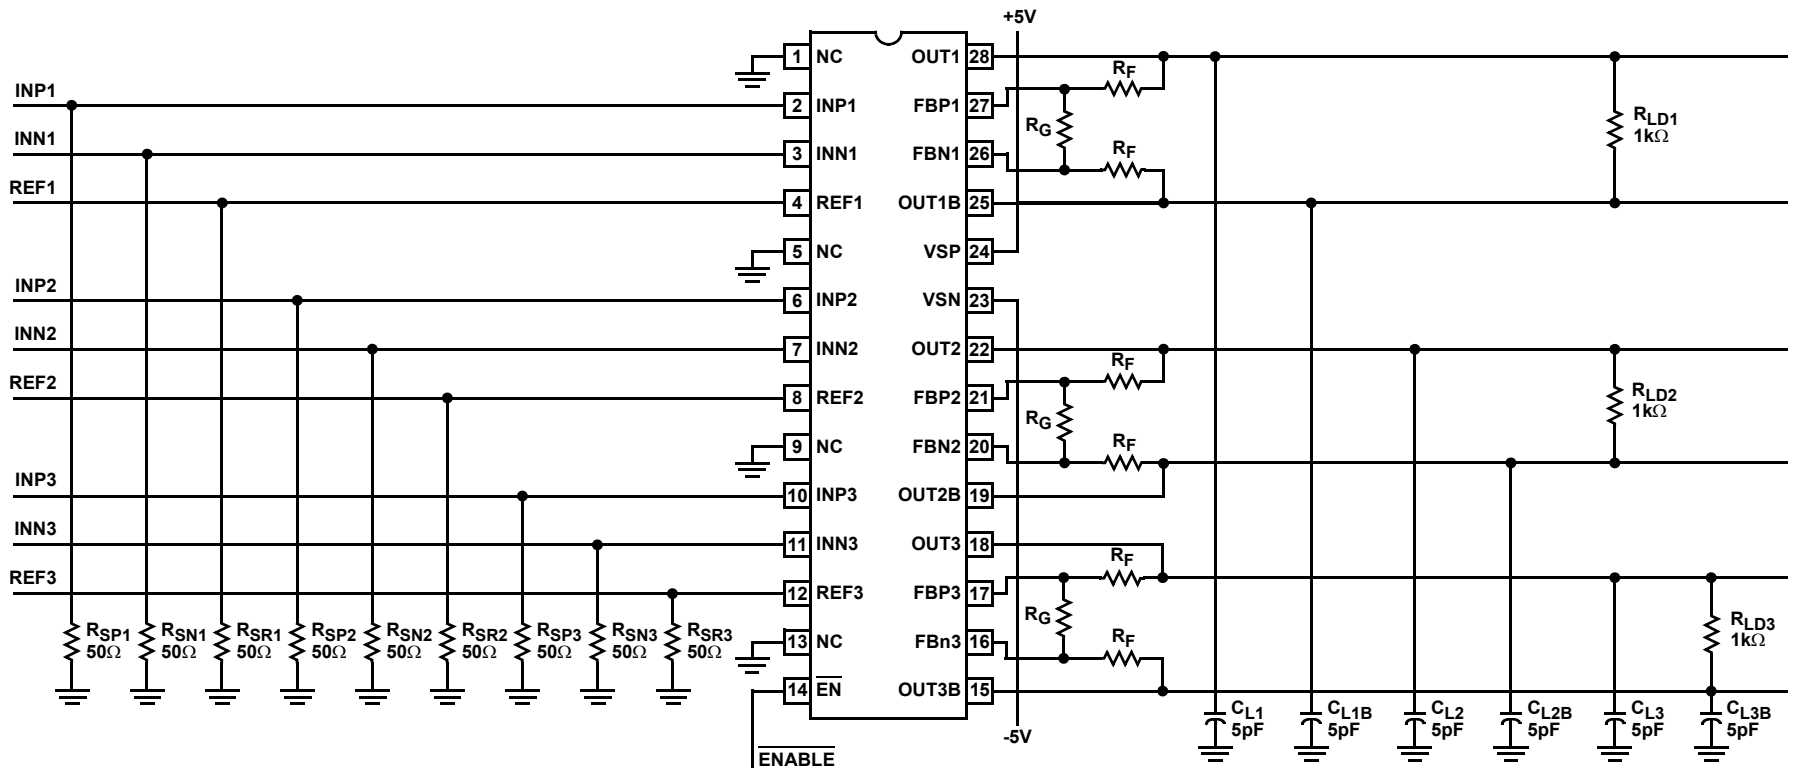 +5V
1 NC OUT1 28
RF
INP1
2 INP1 FBP1 27
RG
RLD1
1kΩ
INN1
3 INN1 FBN1 26
RF
REF1
4 REF1 OUT1B 25
5 NC VSP 24
INP2
6 INP2 VSN 23
INN2
7 INN2 OUT2 22
RF
REF2
8 REF2 FBP2 21
RG
RLD2
1kΩ
9 NC FBN2 20
RF
INP3
10 INP3 OUT2B 19
INN3
11 INN3 OUT3 18
RF
REF3
12 REF3 FBP3 17
RG
RSP1 RSN1 RSR1 RSP2 RSN2 RSR2 RSP3 RSN3 RSR3
50Ω 50Ω 50Ω 50Ω 50Ω 50Ω 50Ω 50Ω 50Ω
13 NC FBn3 16
RF
RLD3
1kΩ
14 EN OUT3B 15
CL1 CL1B CL2 CL2B CL3 CL3B
5pF 5pF 5pF 5pF 5pF 5pF
-5V
ENABLE